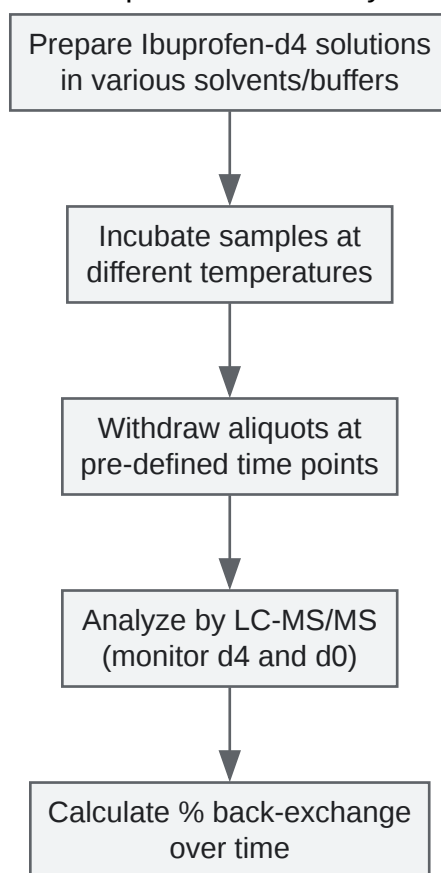 Prepare Ibuprofen-d4 solutions
in various solvents/buffers
Incubate samples at
different temperatures
Withdraw aliquots at
pre-defined time points
Analyze by LC-MS/MS
(monitor d4 and d0)
Calculate % back-exchange
over time